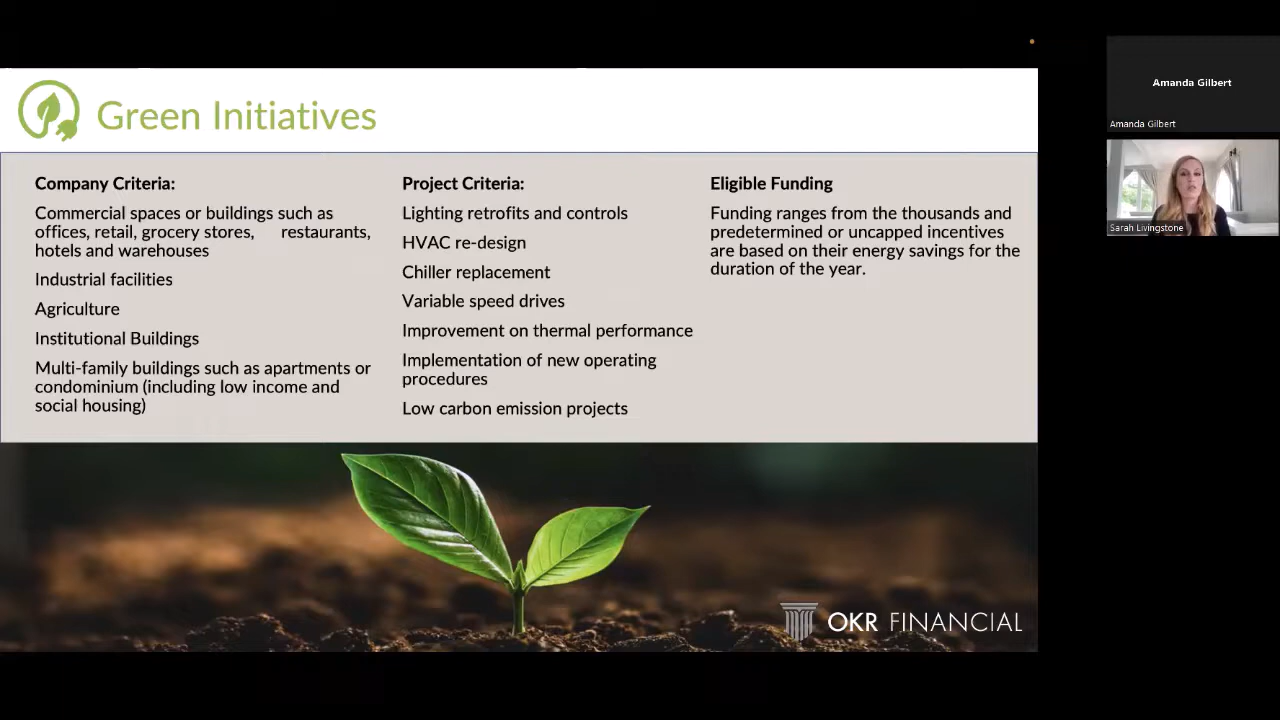 Green Initiatives
Company Criteria:
Commercial spaces or buildings such as
offices, retail, grocery stores, restaurants,
hotels and warehouses
Industrial facilities
Agriculture
Institutional Buildings
Multi-family buildings such as apartments or
condominium (including low income and
social housing)
Project Criteria:
Lighting retrofits and controls
HVAC re-design
Chiller replacement
Variable speed drives
Improvement on thermal performance
Implementation of new operating
procedures
Low carbon emission projects
Eligible Funding
Funding ranges from the thousands and
predetermined or uncapped incentives
are based on their energy savings for the
duration of the year.
OKR FINANCIAL
Amanda Gilbert
Amanda Gilbert
Sarah Livingstone